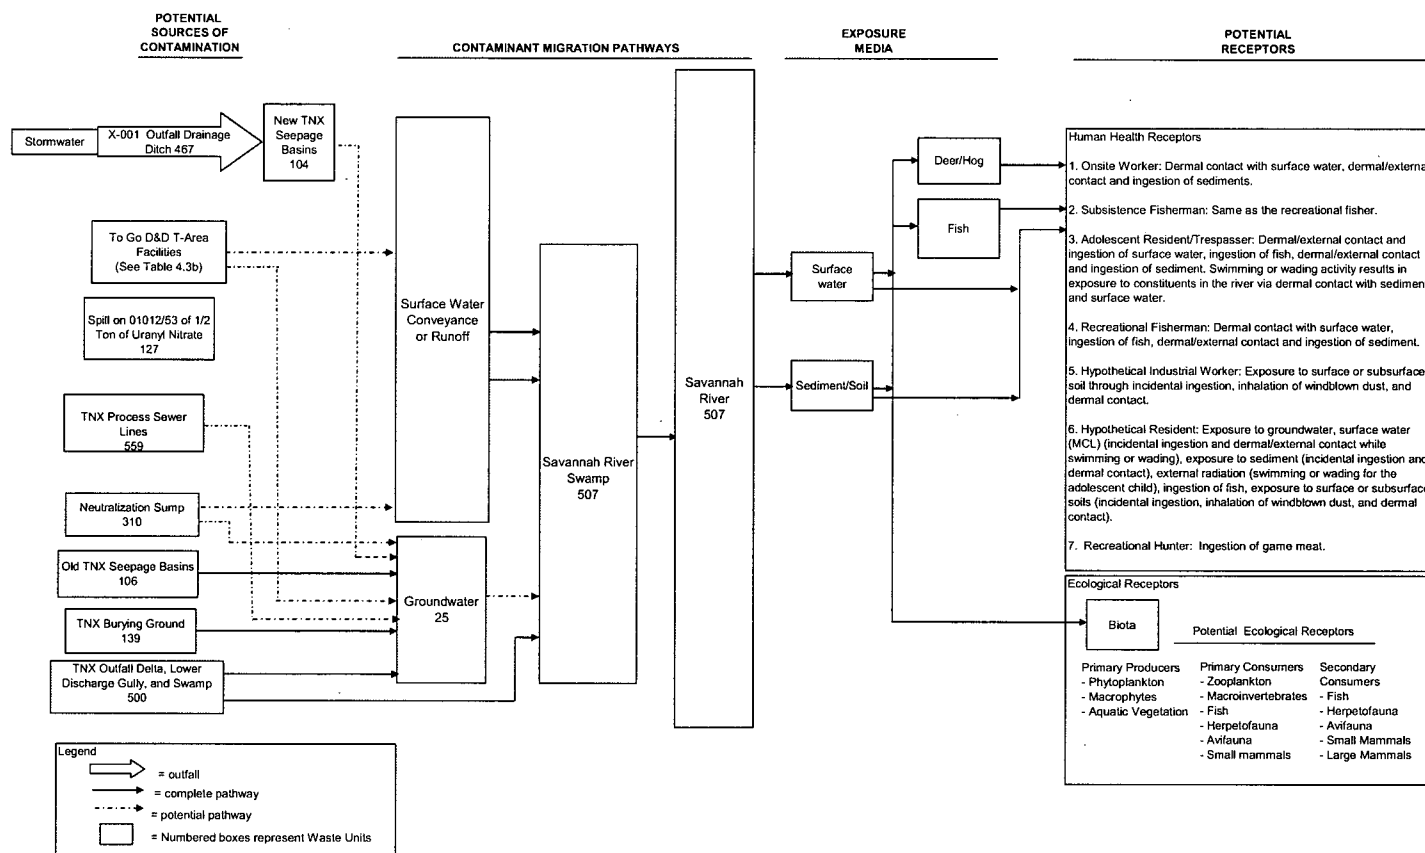 POTENTIAL
SOURCES OF
CONTAMINATION
CONTAMINANT MIGRATION PATHWAYS
EXPOSURE
MEDIA
POTENTIAL
RECEPTORS
Stormwater
X-001 Outfall Drainage
Ditch 467
New TNX
Seepage
Basins
104
To Go D&D T-Area
Facilities
(See Table 4.3b)
Spill on 01012/53 of 1/2
Ton of Uranyl Nitrate
127
TNX Process Sewer
Lines
559
Neutralization Sump
310
Old TNX Seepage Basins
106
TNX Burying Ground
139
TNX Outfall Delta, Lower
Discharge Gully, and Swamp
500
Surface Water
Conveyance
or Runoff
Groundwater
25
Savannah River
Swamp
507
Savannah
River
507
Surface
water
Sediment/Soil
Deer/Hog
Fish
Human Health Receptors
1. Onsite Worker: Dermal contact with surface water, dermal/externa
contact and ingestion of sediments.
2. Subsistence Fisherman: Same as the recreational fisher.
3. Adolescent Resident/Trespasser: Dermal/external contact and
ingestion of surface water, ingestion of fish, dermal/external contact
and ingestion of sediment. Swimming or wading activity results in
exposure to constituents in the river via dermal contact with sedimen
and surface water.
4. Recreational Fisherman: Dermal contact with surface water,
ingestion of fish, dermal/external contact and ingestion of sediment.
5. Hypothetical Industrial Worker: Exposure to surface or subsurface
soil through incidental ingestion, inhalation of windblown dust, and
dermal contact.
6. Hypothetical Resident: Exposure to groundwater, surface water
(MCL) (incidental ingestion and dermal/external contact while
swimming or wading), exposure to sediment (incidental ingestion and
dermal contact), external radiation (swimming or wading for the
adolescent child), ingestion of fish, exposure to surface or subsurface
soils (incidental ingestion, inhalation of windblown dust, and dermal
contact).
7. Recreational Hunter: Ingestion of game meat.
Ecological Receptors
Biota
Potential Ecological Receptors
Primary Producers
- Phytoplankton
- Macrophytes
- Aquatic Vegetation
Primary Consumers
- Zooplankton
- Macroinvertebrates
- Fish
- Herpetofauna
- Avifauna
- Small mammals
Secondary
Consumers
- Fish
- Herpetofauna
- Avifauna
- Small Mammals
- Large Mammals
Legend
= outfall
= complete pathway
= potential pathway
= Numbered boxes represent Waste Units